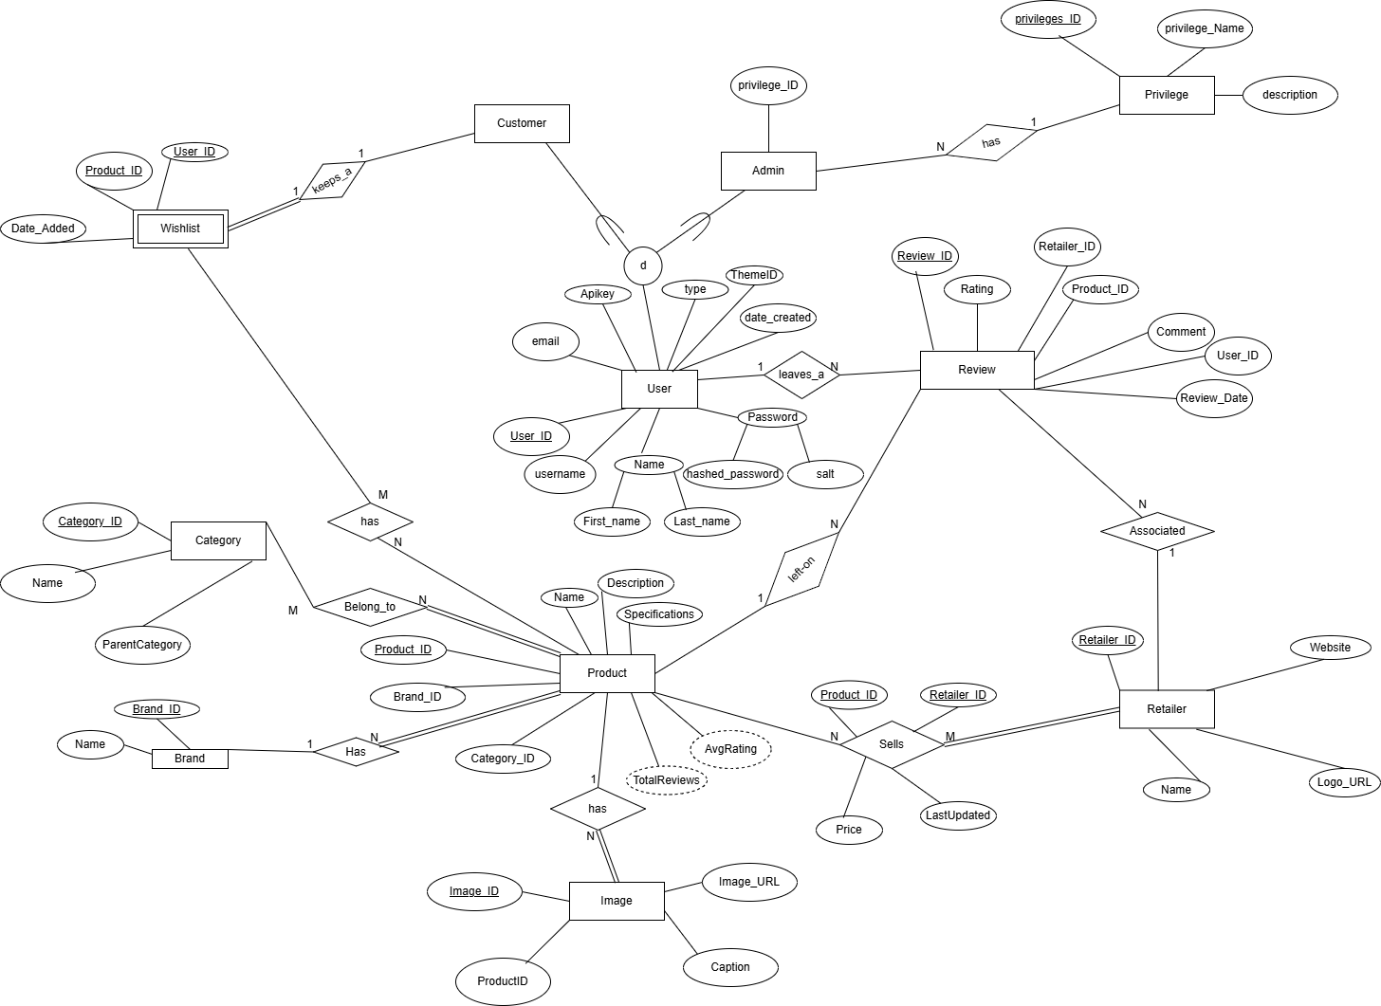 privileges_ID
privilege_Name
Privilege
description
privilege_ID
Customer
1
has
N
Admin
User_ID
Product_ID
1
keeps_a
1
Date_Added
Wishlist
d
Review_ID
Retailer_ID
Rating
Product_ID
ThemeID
type
Apikey
date_created
email
Comment
User_ID
1
leaves_a
N
Review
User
Review_Date
Password
User_ID
Name
username
hashed_password
salt
First_name
Last_name
M
has
N
Category_ID
Category
Name
ParentCategory
N
Associated
1
N
left-on
1
Description
Name
Specifications
M
Belong_to
N
Product_ID
Product
Brand_ID
Retailer_ID
Website
Brand_ID
Name
Brand
1
Has
N
Category_ID
AvgRating
TotalReviews
Product_ID
Retailer_ID
N
Sells
M
Retailer
Price
LastUpdated
Name
Logo_URL
1
has
N
Image_ID
Image
Image_URL
ProductID
Caption